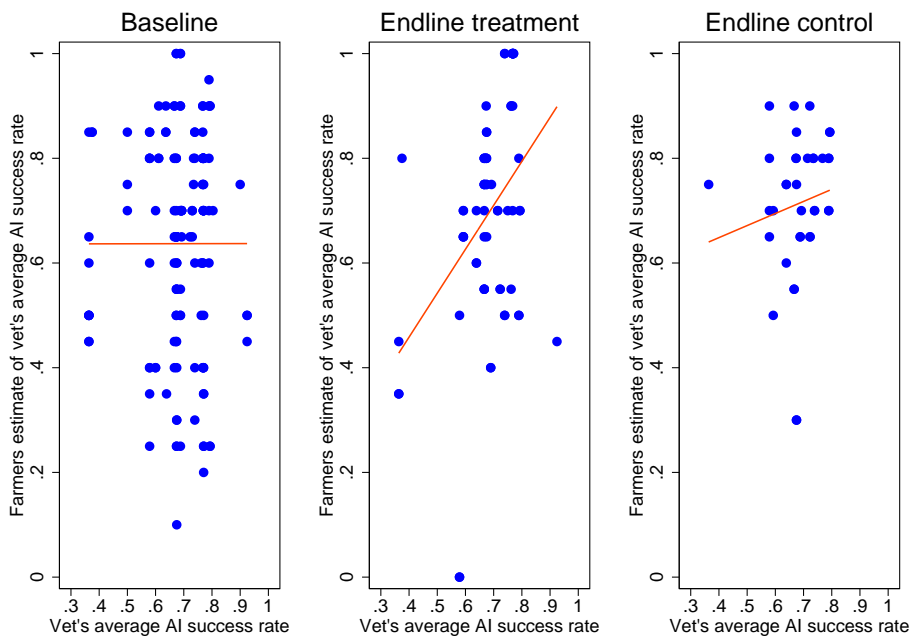 Baseline
Endline treatment
Endline control
Farmers estimate of vet's average AI success rate
0 .2 .4 .6 .8 1
.3 .4 .5 .6 .7 .8 .9 1
Vet's average AI success rate
Farmers estimate of vet's average AI success rate
0 .2 .4 .6 .8 1
.3 .4 .5 .6 .7 .8 .9 1
Vet's average AI success rate
Farmers estimate of vet's average AI success rate
0 .2 .4 .6 .8 1
.3 .4 .5 .6 .7 .8 .9 1
Vet's average AI success rate